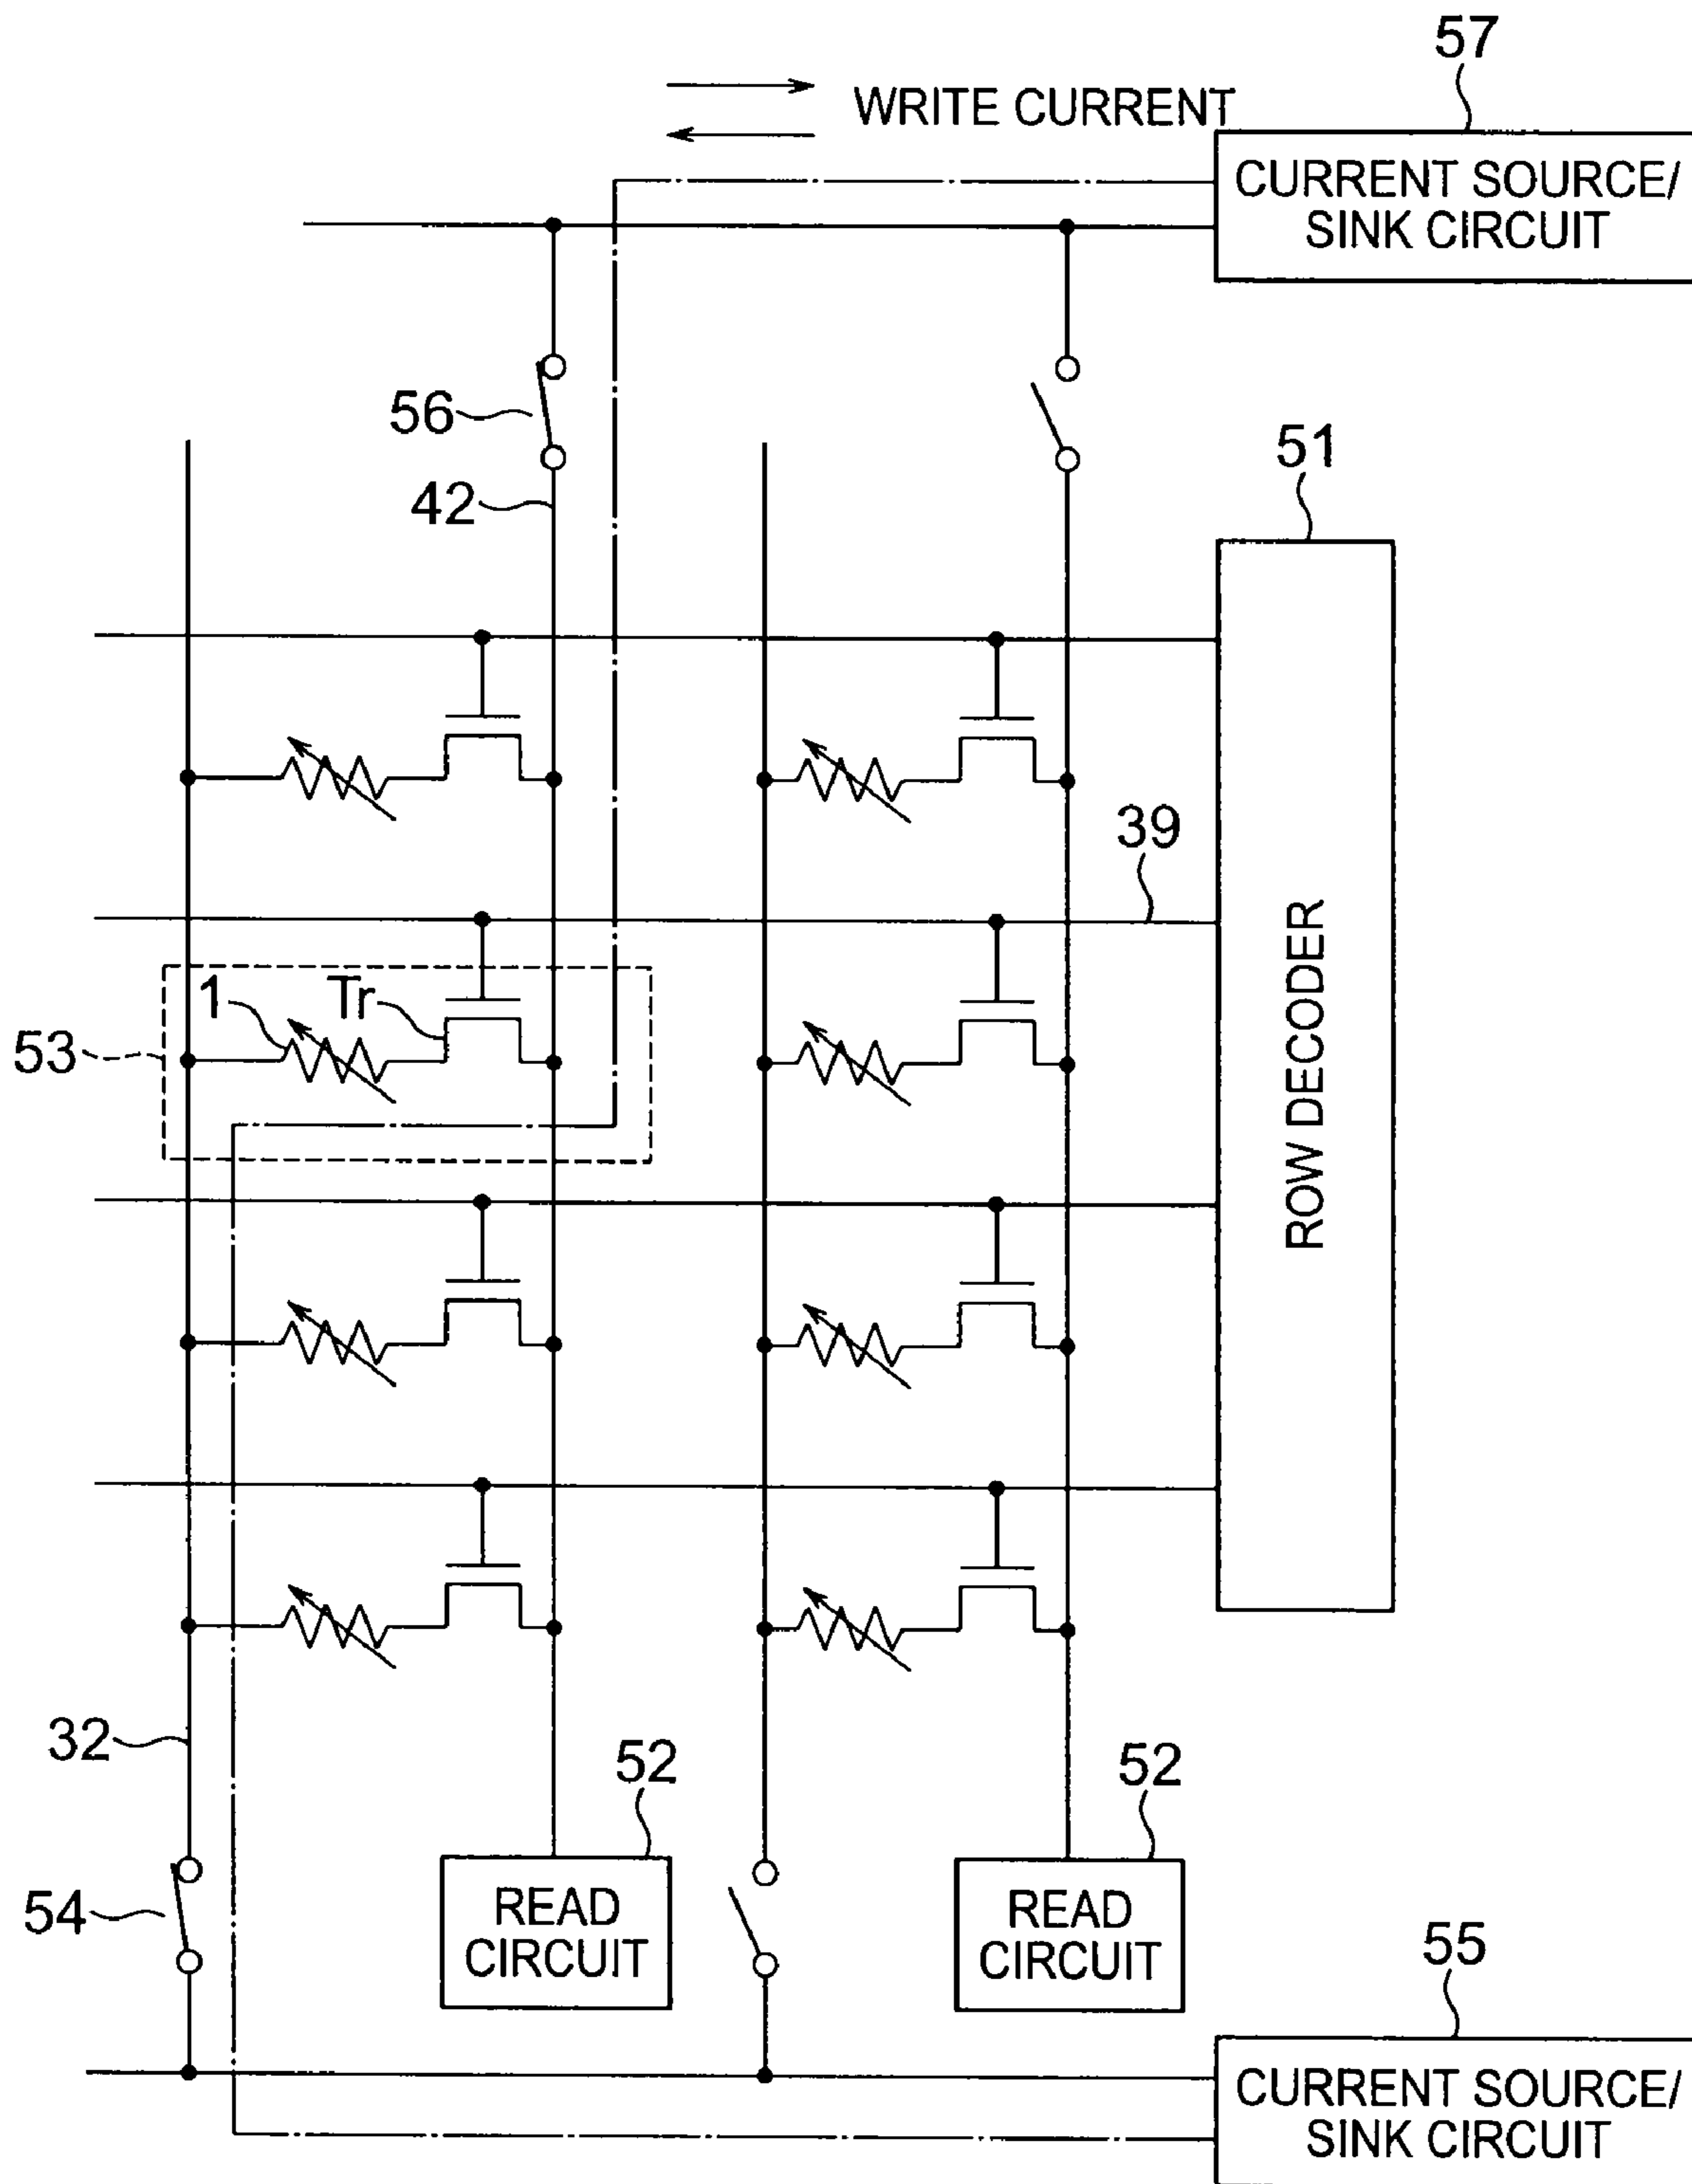 57
WRITE CURRENT
CURRENT SOURCE/
SINK CIRCUIT
56
42
51
39
ROW DECODER
1
Tr
53
32
52
52
54
READ
CIRCUIT
READ
CIRCUIT
55
CURRENT SOURCE/
SINK CIRCUIT